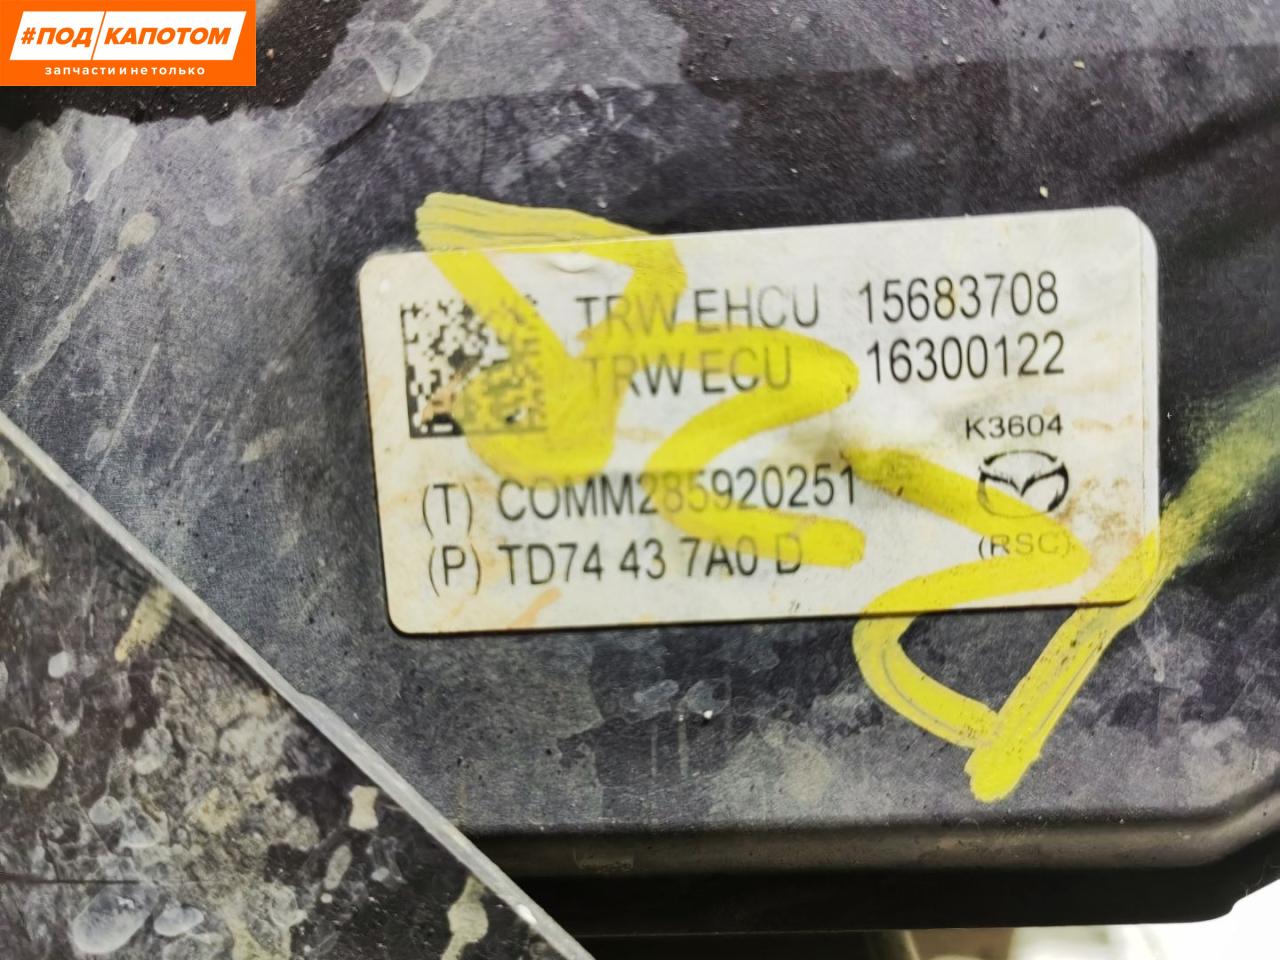 #ПОД КАПОТОМ
запчасти и не только
TRW EHCU 15683708
TRW ECU 16300122
K3604
(T) COMM285920251
(RSC)
(P) TD74 43 7A0 D